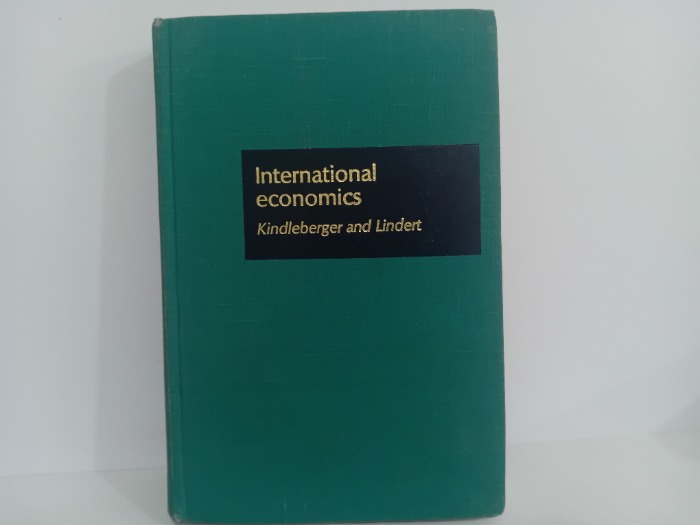 International
economics
Kindleberger and Lindert